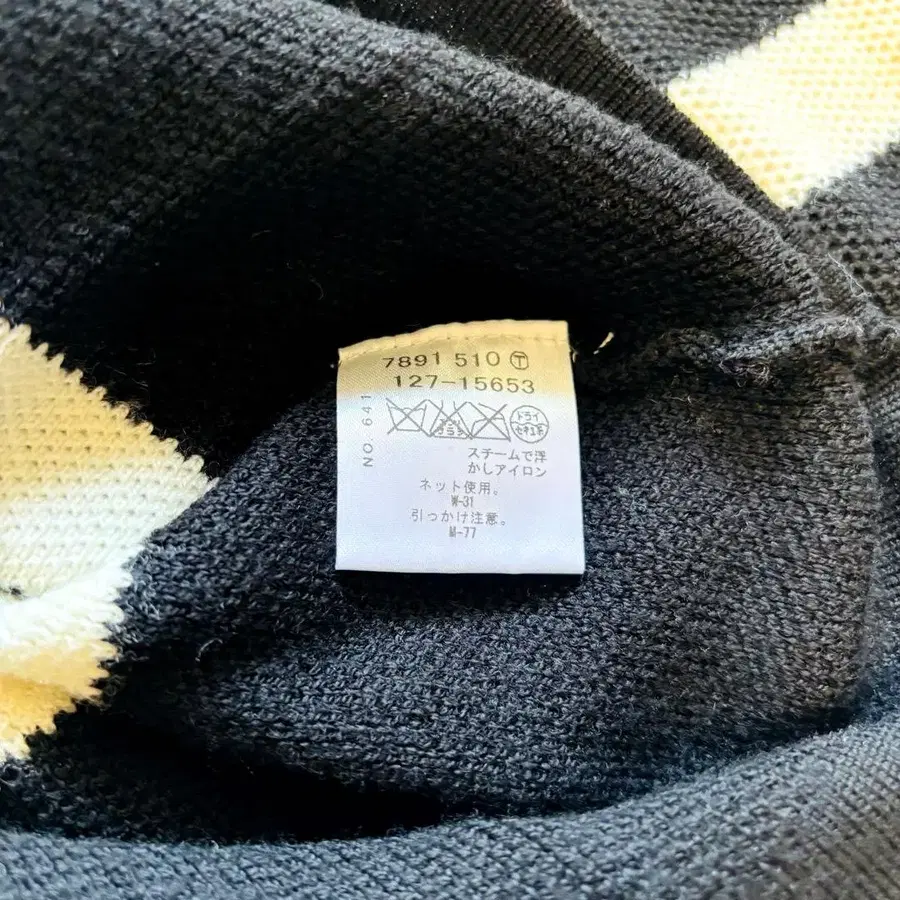 7891 510 Ⓣ
127-15653
NO. 641
ドライ
セキユ系
スチームで浮
かしアイロン
ネット使用。
W-31
引っかけ注意。
M-77